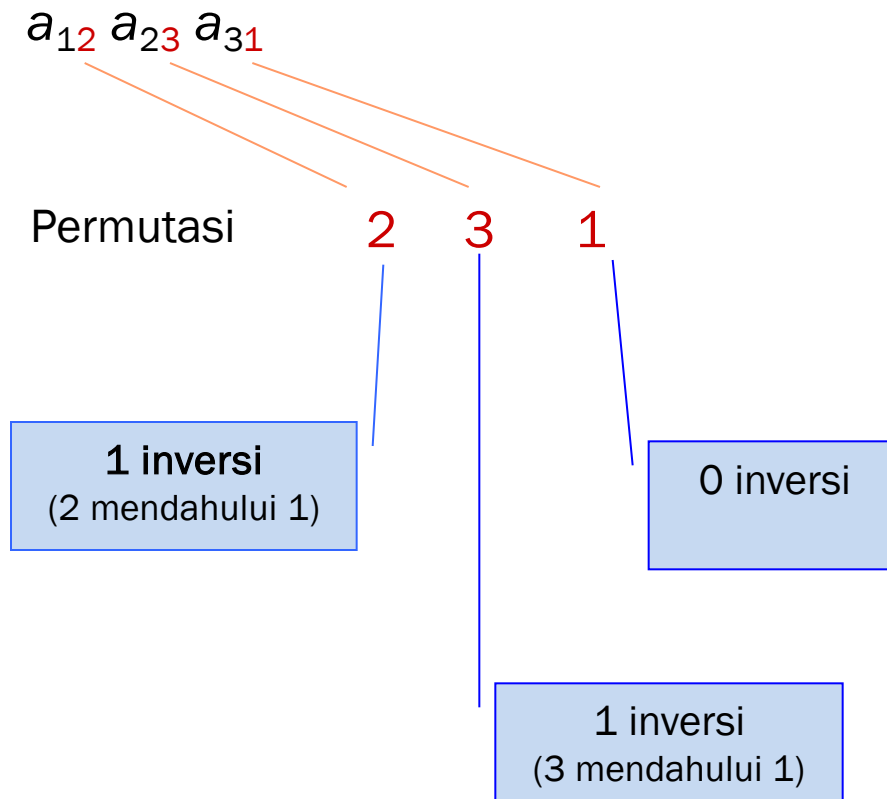 a12 a23 a31
Permutasi 2 3 1
1 inversi
(2 mendahului 1)
0 inversi
1 inversi
(3 mendahului 1)